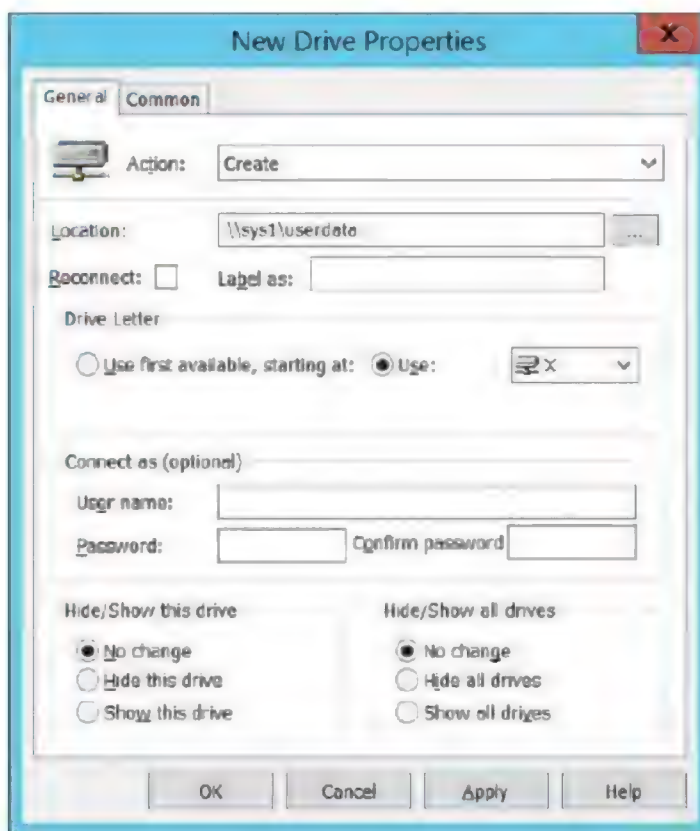 New Drive Properties
X
General Common
Action: Create
Location: \\sys1\userdata ...
Reconnect: Label as:
Drive Letter
Use first available, starting at: Use: X
Connect as (optional)
User name:
Password: Confirm password
Hide/Show this drive Hide/Show all drives
No change No change
Hide this drive Hide all drives
Show this drive Show all drives
OK Cancel Apply Help